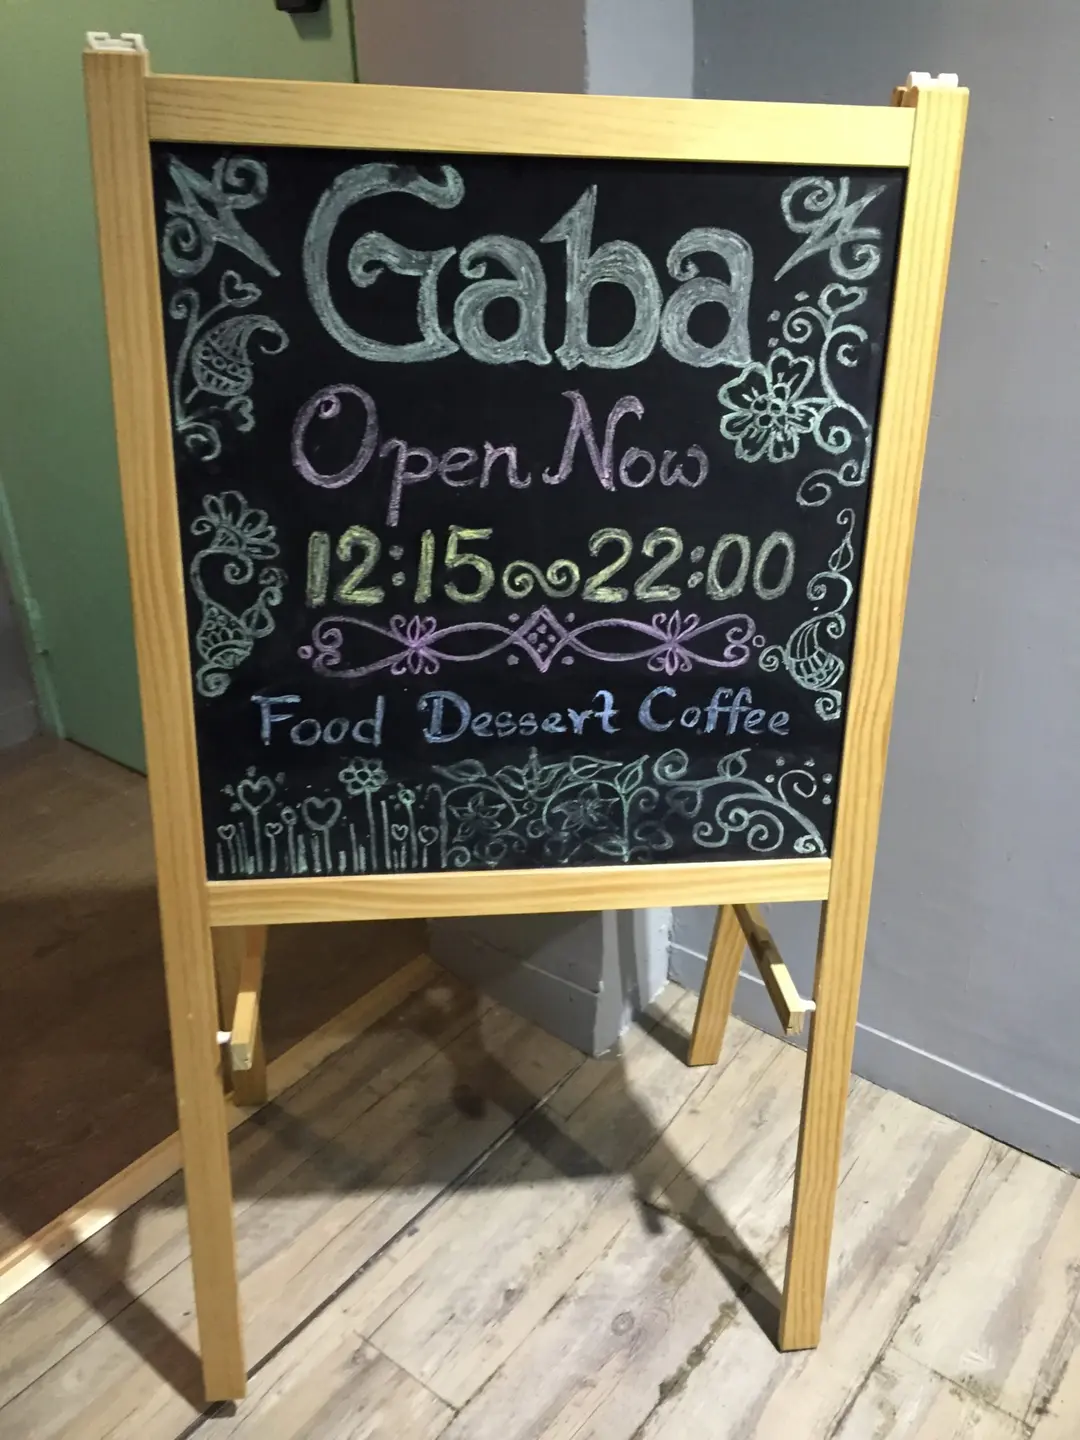 Gaba
Open Now
12:15~22:00
Food Dessert Coffee